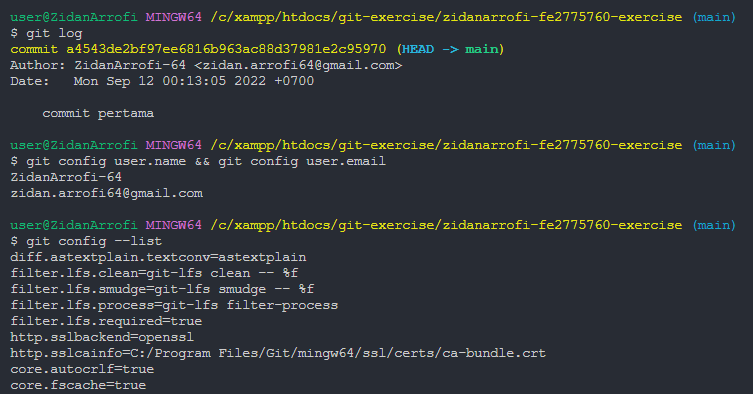 user@ZidanArrofi MINGW64 /c/xampp/htdocs/git-exercise/zidanarrofi-fe2775760-exercise (main)
$ git log
commit a4543de2bf97ee6816b963ac88d37981e2c95970 (HEAD -> main)
Author: ZidanArrofi-64 <zidan.arrofi64@gmail.com>
Date:   Mon Sep 12 00:13:05 2022 +0700
    commit pertama
user@ZidanArrofi MINGW64 /c/xampp/htdocs/git-exercise/zidanarrofi-fe2775760-exercise (main)
$ git config user.name && git config user.email
ZidanArrofi-64
zidan.arrofi64@gmail.com
user@ZidanArrofi MINGW64 /c/xampp/htdocs/git-exercise/zidanarrofi-fe2775760-exercise (main)
$ git config --list
diff.astextplain.textconv=astextplain
filter.lfs.clean=git-lfs clean -- %f
filter.lfs.smudge=git-lfs smudge -- %f
filter.lfs.process=git-lfs filter-process
filter.lfs.required=true
http.sslbackend=openssl
http.sslcainfo=C:/Program Files/Git/mingw64/ssl/certs/ca-bundle.crt
core.autocrlf=true
core.fscache=true